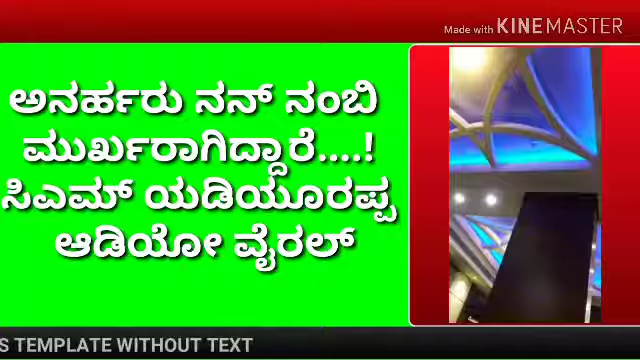 Made with KINEMASTER
ಅನರ್ಹರು ನನ್ ನಂಬಿ
ಮುರ್ಖರಾಗಿದ್ದಾರೆ....!
ಸಿಎಮ್ ಯಡಿಯೂರಪ್ಪ
ಆಡಿಯೋ ವೈರಲ್
S TEMPLATE WITHOUT TEXT